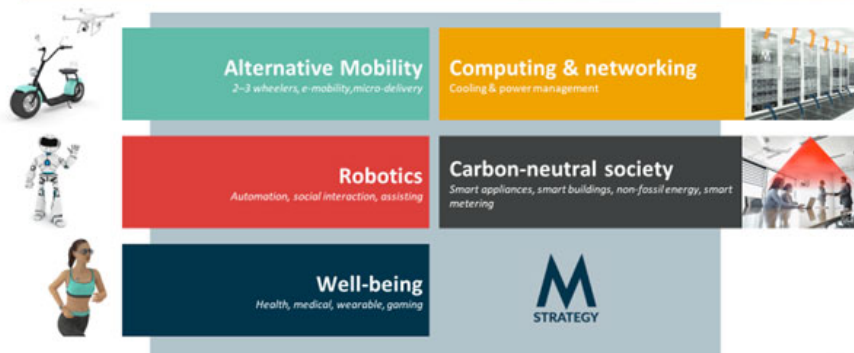 Alternative Mobility
2–3 wheelers, e-mobility,micro-delivery
Computing & networking
Cooling & power management
Robotics
Automation, social interaction, assisting
Carbon-neutral society
Smart appliances, smart buildings, non-fossil energy, smart
metering
Well-being
Health, medical, wearable, gaming
M
STRATEGY